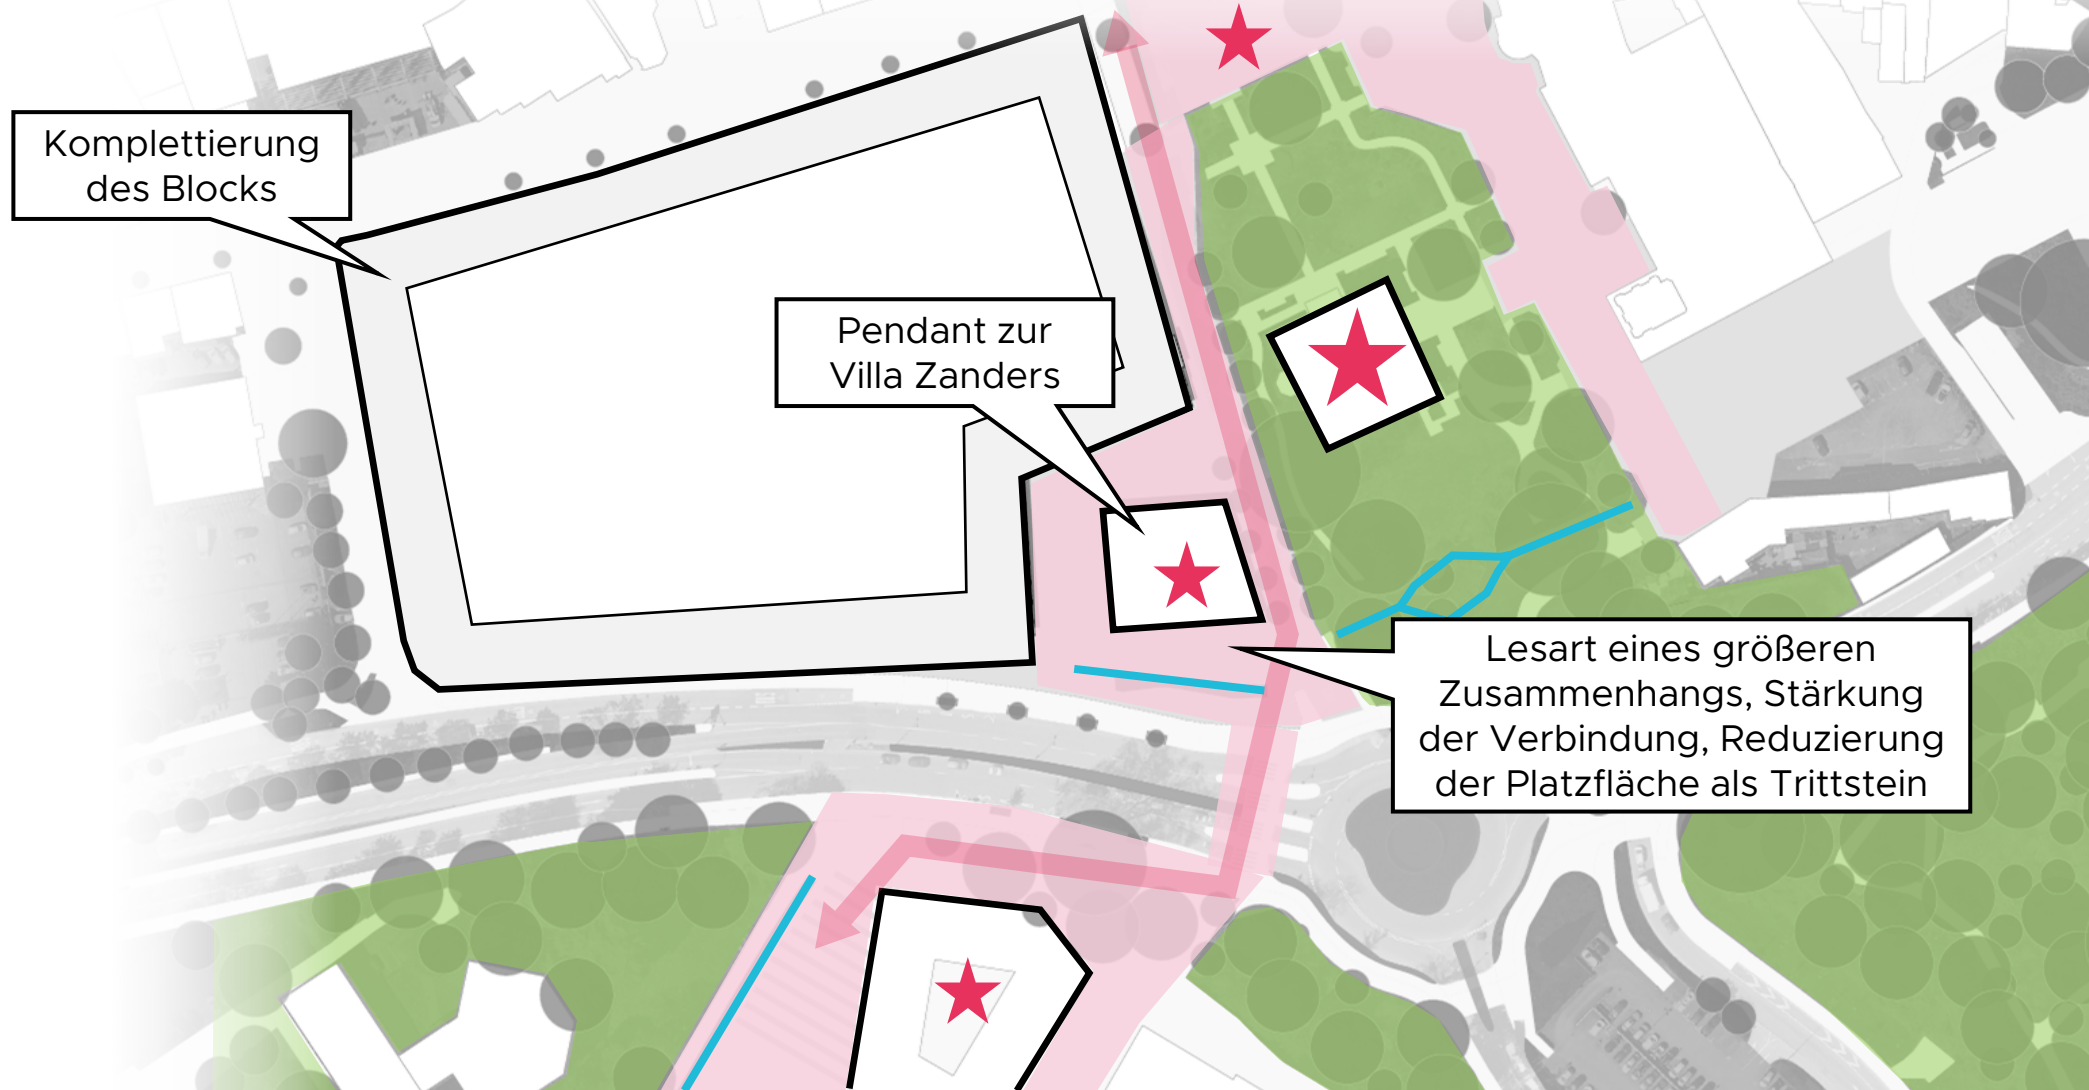 Komplettierung
des Blocks
Pendant zur
Villa Zanders
Lesart eines größeren
Zusammenhangs, Stärkung
der Verbindung, Reduzierung
der Platzfläche als Trittstein